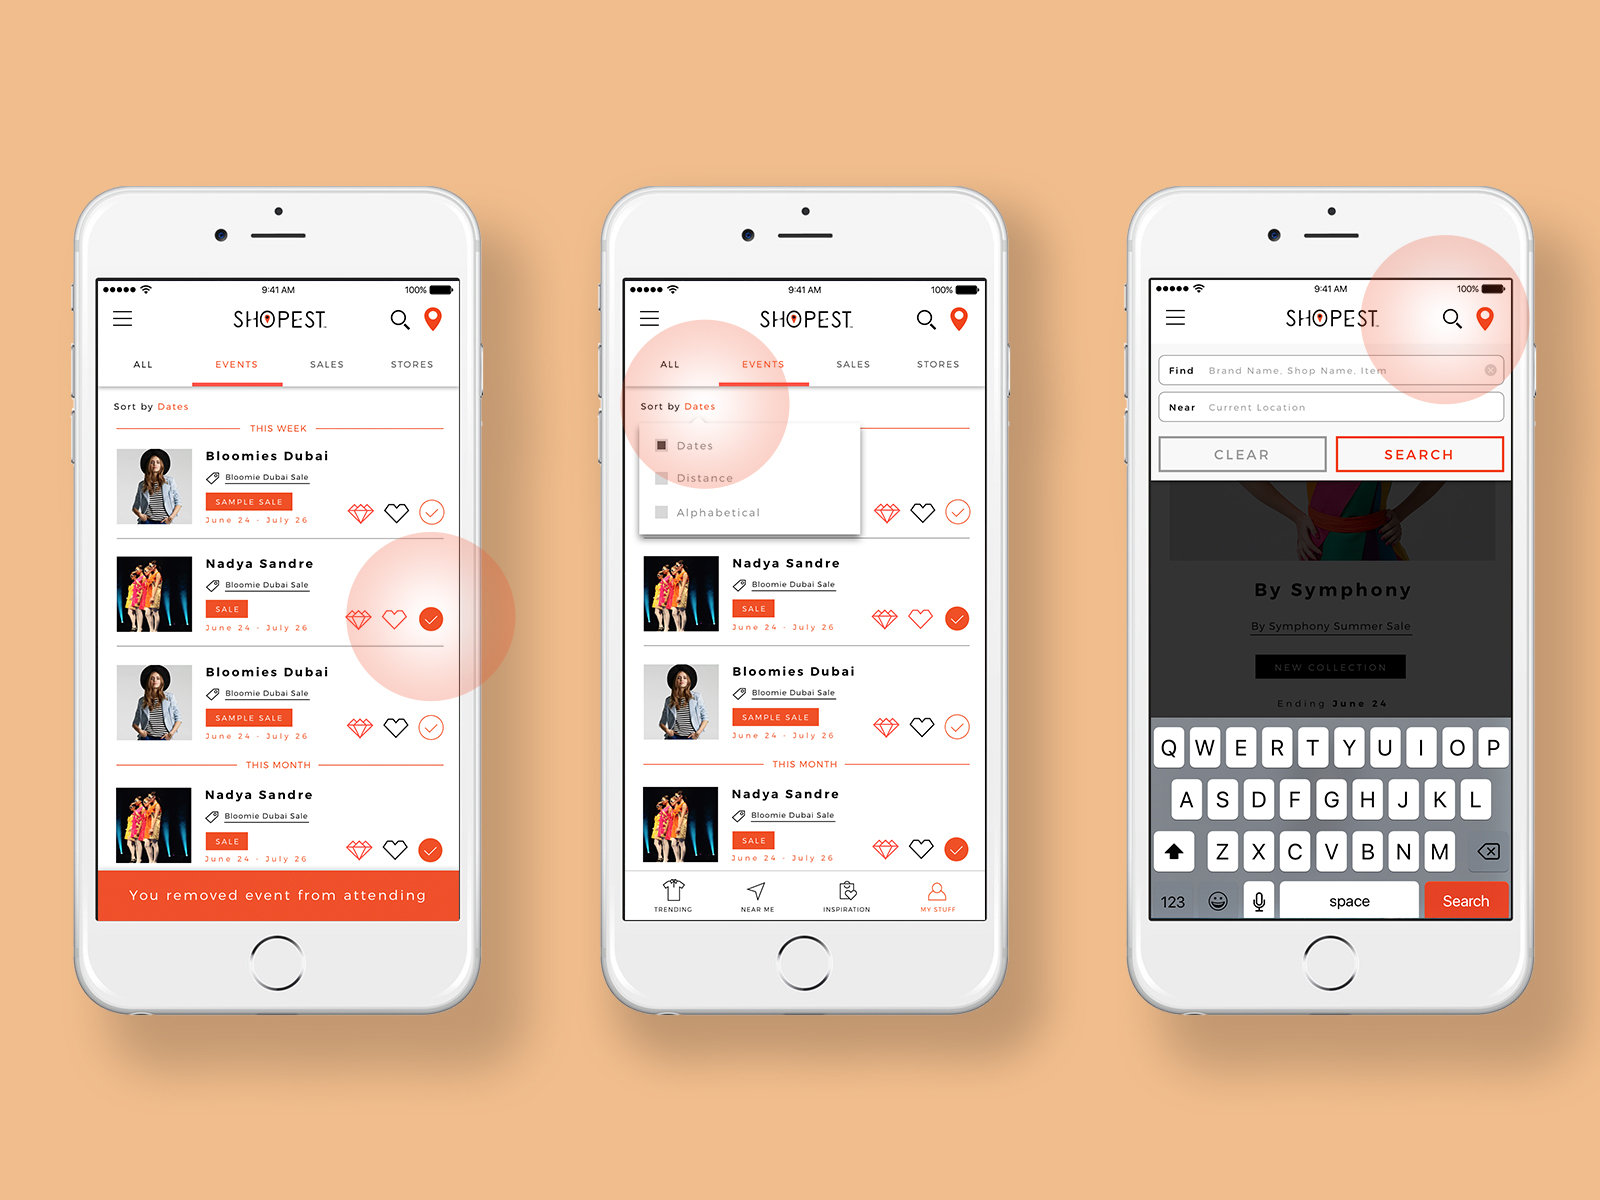 9:41 AM
100%
SHOPEST
ALL
EVENTS
SALES
STORES
Sort by Dates
THIS WEEK
Bloomies Dubai
Bloomie Dubai Sale
SAMPLE SALE
June 24 - July 26
Nadya Sandre
Bloomie Dubai Sale
SALE
June 24 - July 26
Bloomies Dubai
Bloomie Dubai Sale
SAMPLE SALE
June 24 - July 26
THIS MONTH
Nadya Sandre
Bloomie Dubai Sale
SALE
June 24 - July 26
You removed event from attending
9:41 AM
100%
SHOPEST
ALL
EVENTS
SALES
STORES
Sort by Dates
Dates
Distance
Alphabetical
Nadya Sandre
Bloomie Dubai Sale
SALE
June 24 - July 26
Bloomies Dubai
Bloomie Dubai Sale
SAMPLE SALE
June 24 - July 26
THIS MONTH
Nadya Sandre
Bloomie Dubai Sale
SALE
June 24 - July 26
TRENDING
NEAR ME
INSPIRATION
MY STUFF
9:41 AM
100%
SHOPEST
Find Brand Name, Shop Name, Item
Near Current Location
CLEAR
SEARCH
By Symphony
By Symphony Summer Sale
NEW COLLECTION
Ending June 24
Q W E R T Y U I O P
A S D F G H J K L
Z X C V B N M
123
space
Search